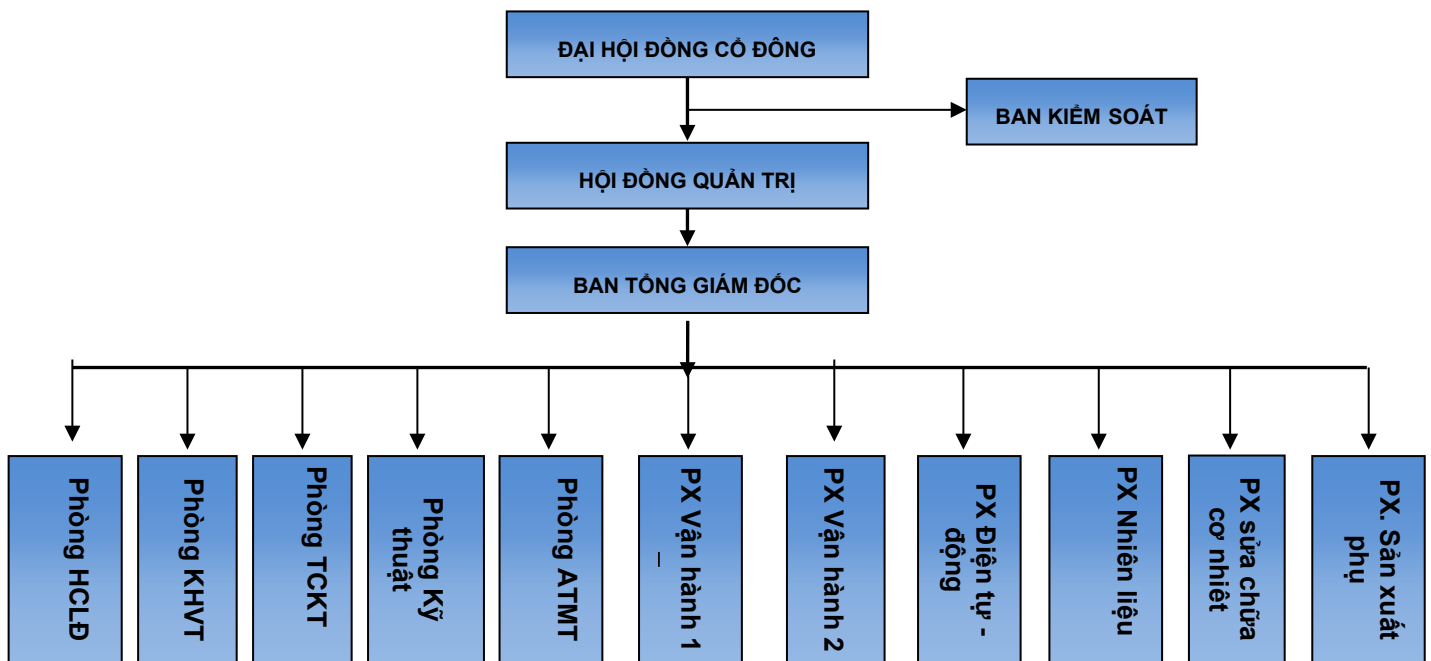 ĐẠI HỘI ĐỒNG CỔ ĐÔNG
BAN KIỂM SOÁT
HỘI ĐỒNG QUẢN TRỊ
BAN TỔNG GIÁM ĐỐC
Phòng HCLĐ
Phòng KHVT
Phòng TCKT
Phòng Kỹ
thuật
Phòng ATMT
PX Vận hành 1
_
PX Vận hành 2
PX Điện tự -
động
PX Nhiên liệu
PX sửa chữa
cơ nhiêt
PX. Sản xuất
phụ